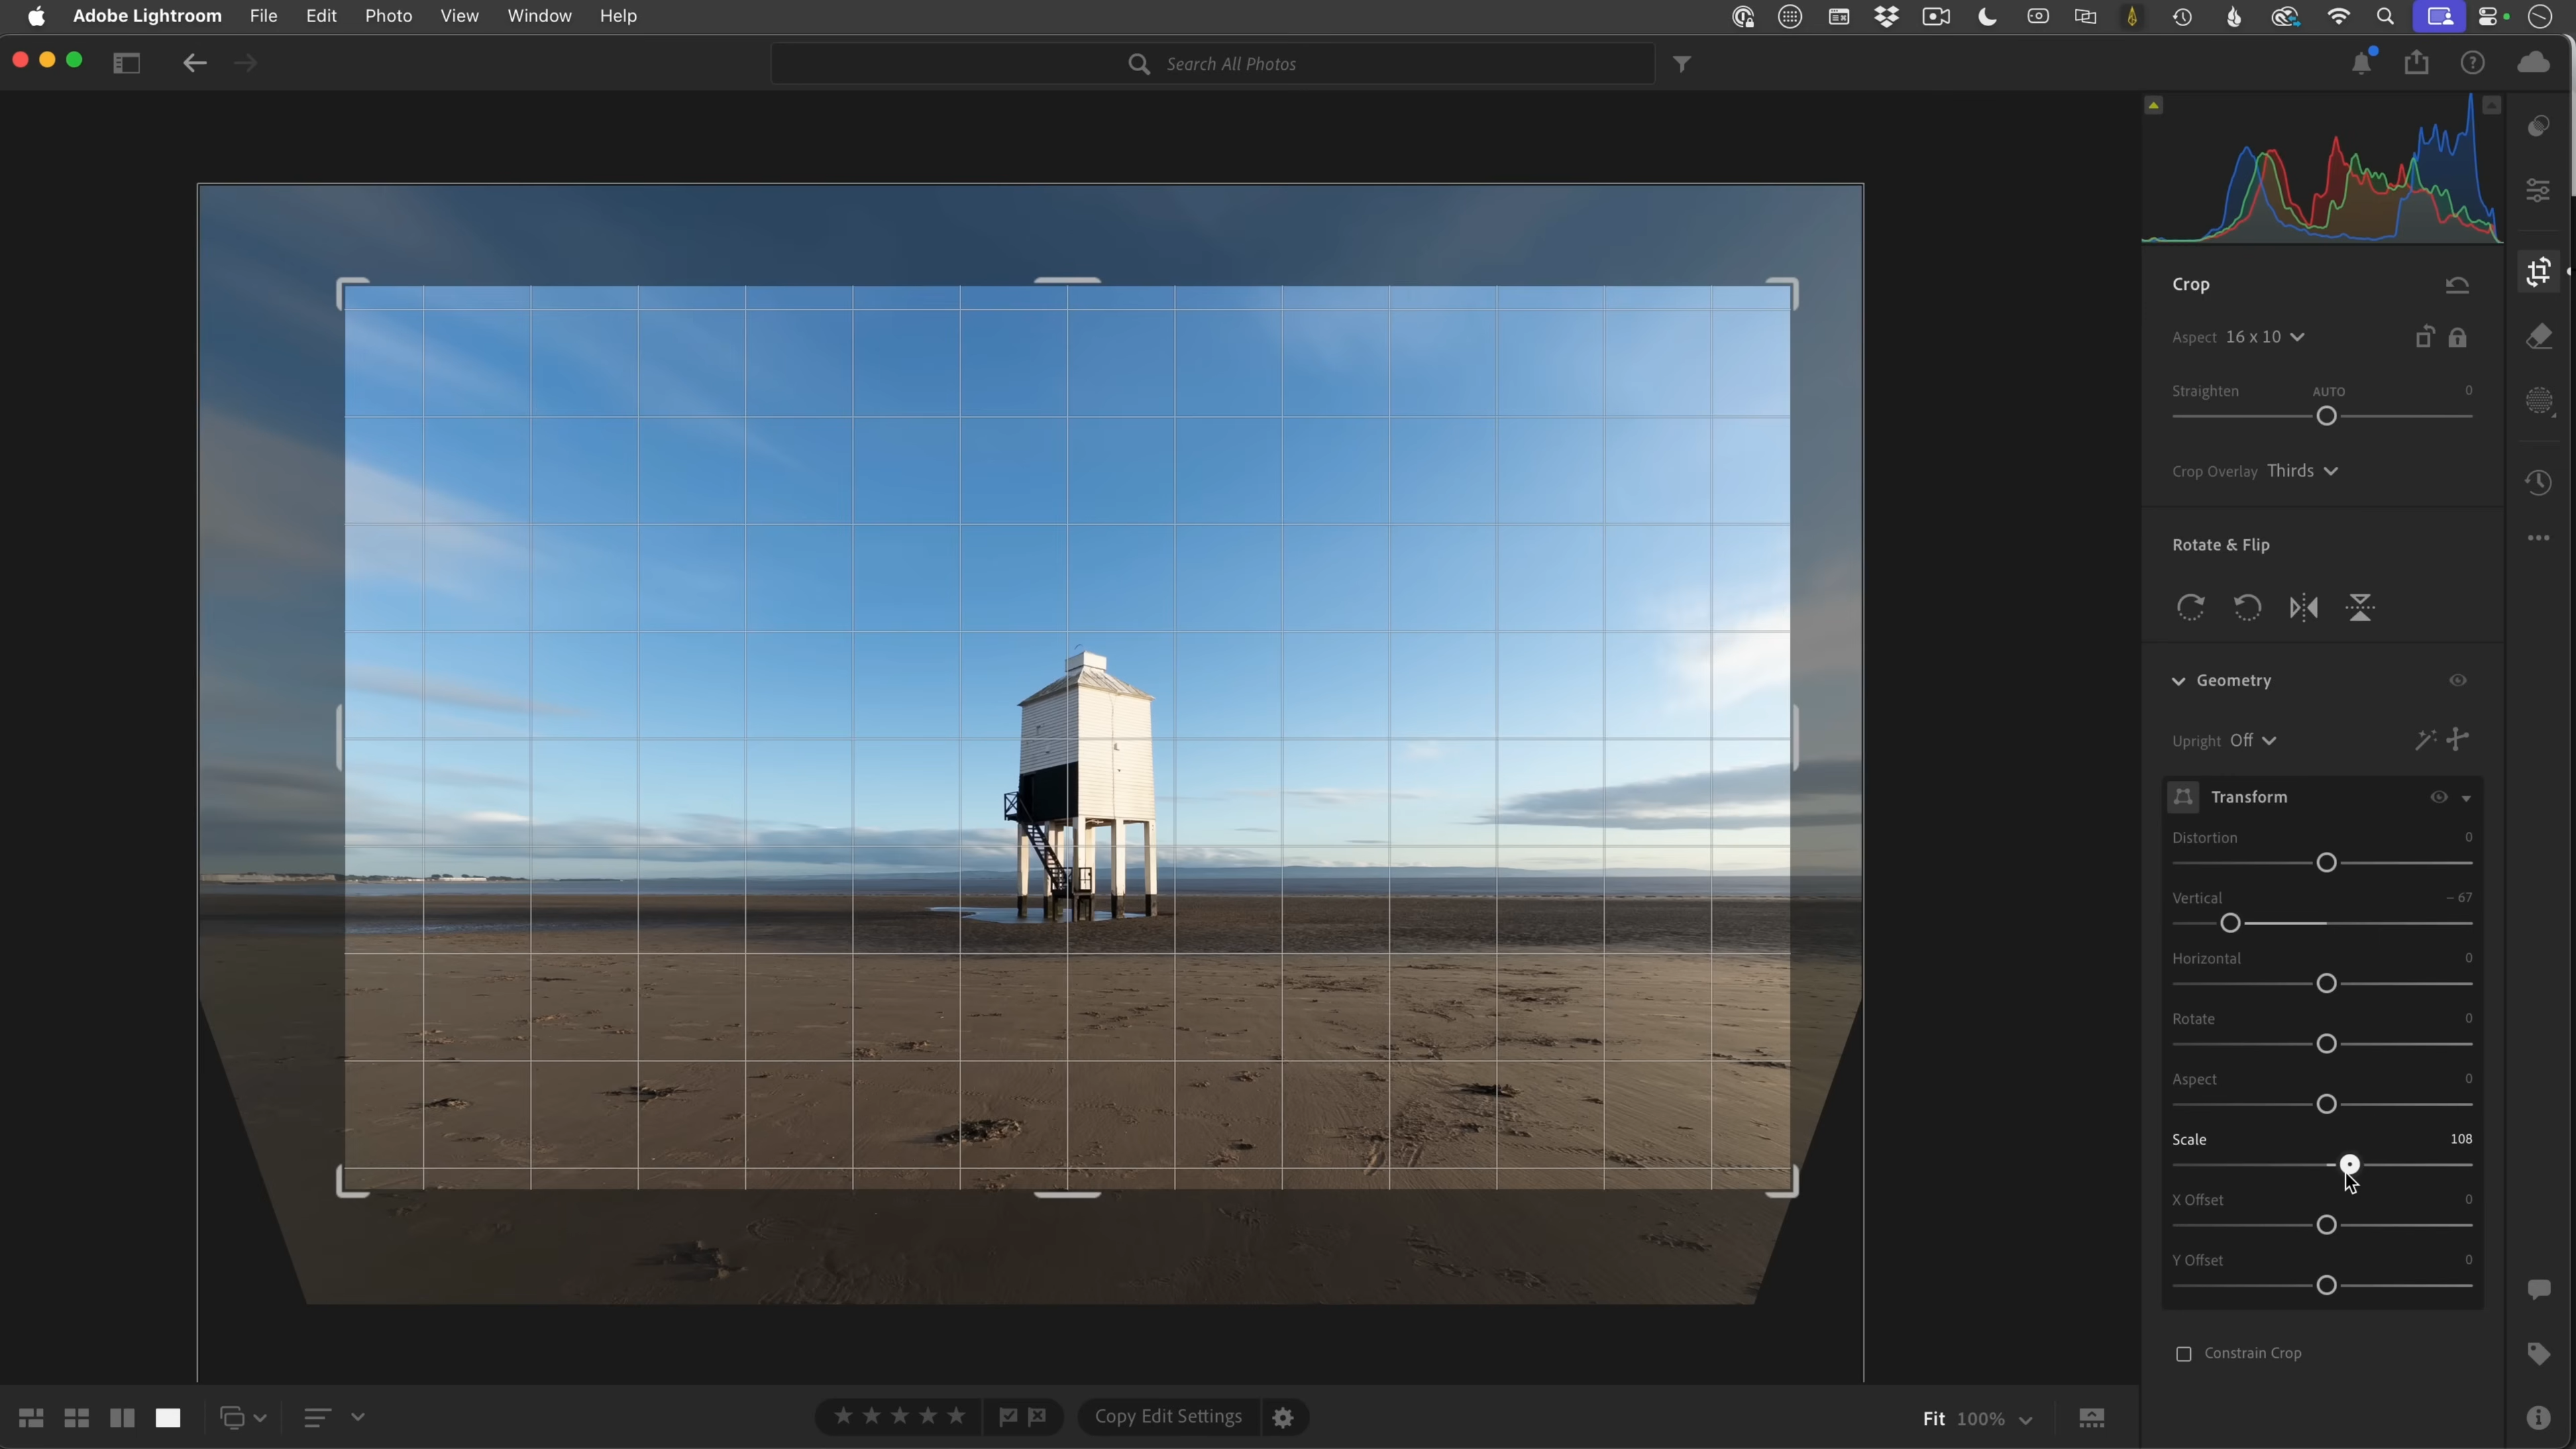 Adobe Lightroom File Edit Photo View Window Help
Search All Photos
Crop
Aspect 16 x 10
Straighten AUTO 0
Crop Overlay Thirds
Rotate & Flip
Geometry
Upright Off
Transform
Distortion 0
Vertical – 67
Horizontal 0
Rotate 0
Aspect 0
Scale 108
X Offset 0
Y Offset 0
Constrain Crop
Copy Edit Settings
Fit 100%